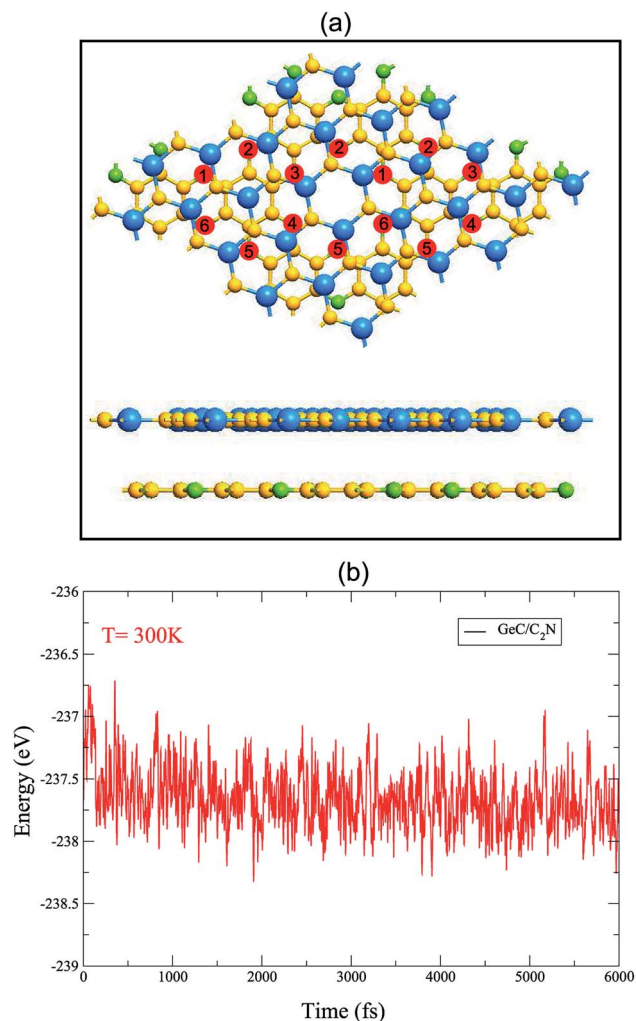 (a)
2 2 2
1 3 1 3
6 4 6 4
5 5 5
(b)
-236
T= 300K
GeC/C₂N
-236.5
-237
-237.5
-238
-238.5
-239
Energy (eV)
0 1000 2000 3000 4000 5000 6000
Time (fs)